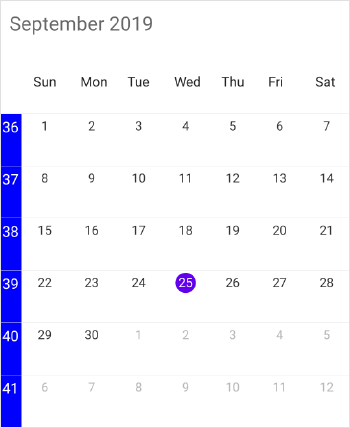 September 2019
Sun Mon Tue Wed Thu Fri Sat
36 1 2 3 4 5 6 7
37 8 9 10 11 12 13 14
38 15 16 17 18 19 20 21
39 22 23 24 25 26 27 28
40 29 30 1 2 3 4 5
41 6 7 8 9 10 11 12